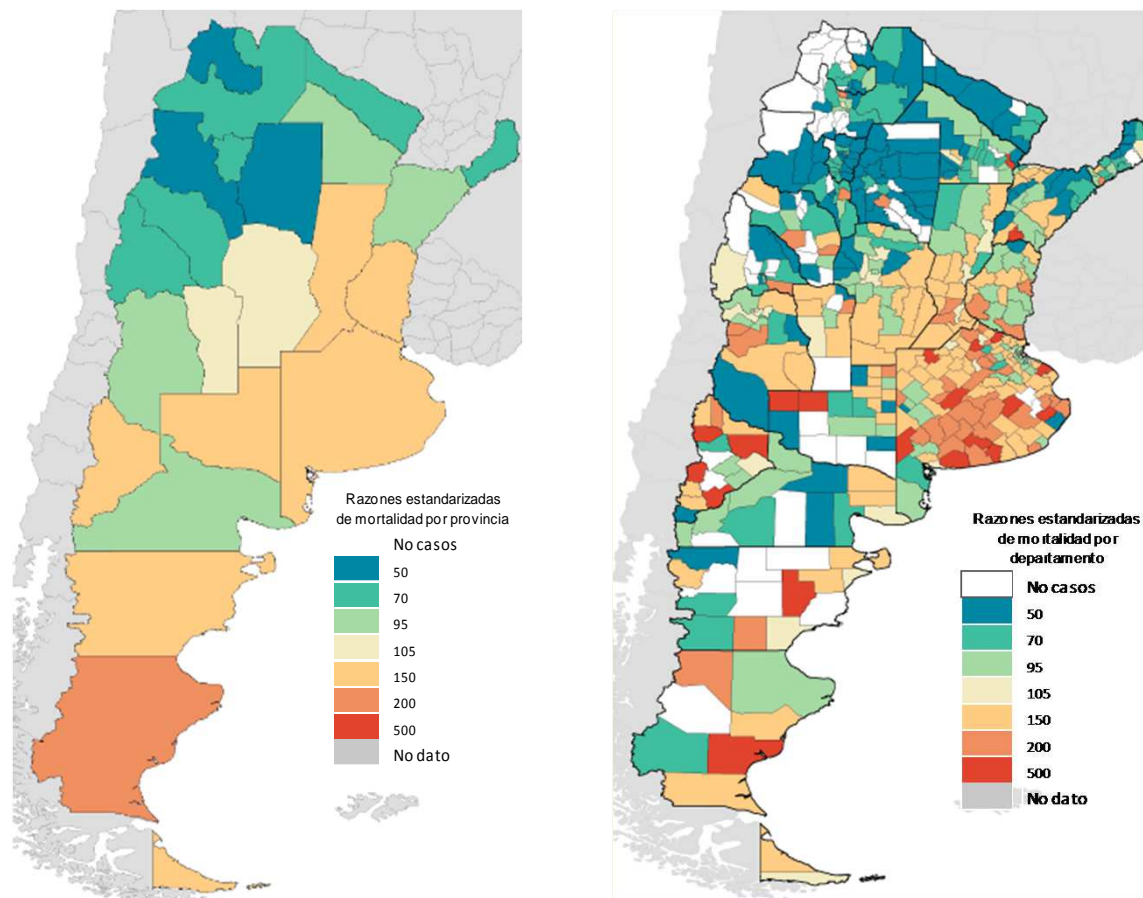 Razones estandarizadas
de mortalidad por provincia
No casos
50
70
95
105
150
200
500
No dato
Razones estandarizadas
de mortalidad por
departamento
No casos
50
70
95
105
150
200
500
No dato